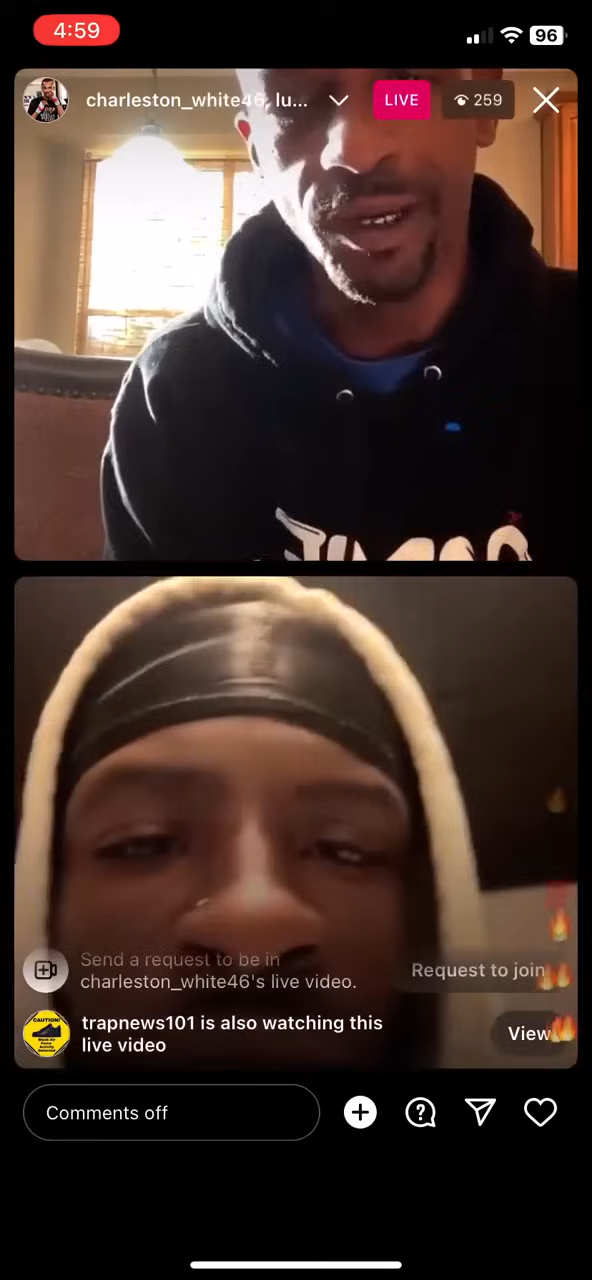 4:59
96
charleston_white46, lu...
LIVE
259
Send a request to be in
charleston_white46's live video.
Request to join
trapnews101 is also watching this
live video
View
CAUTION!
Comments off